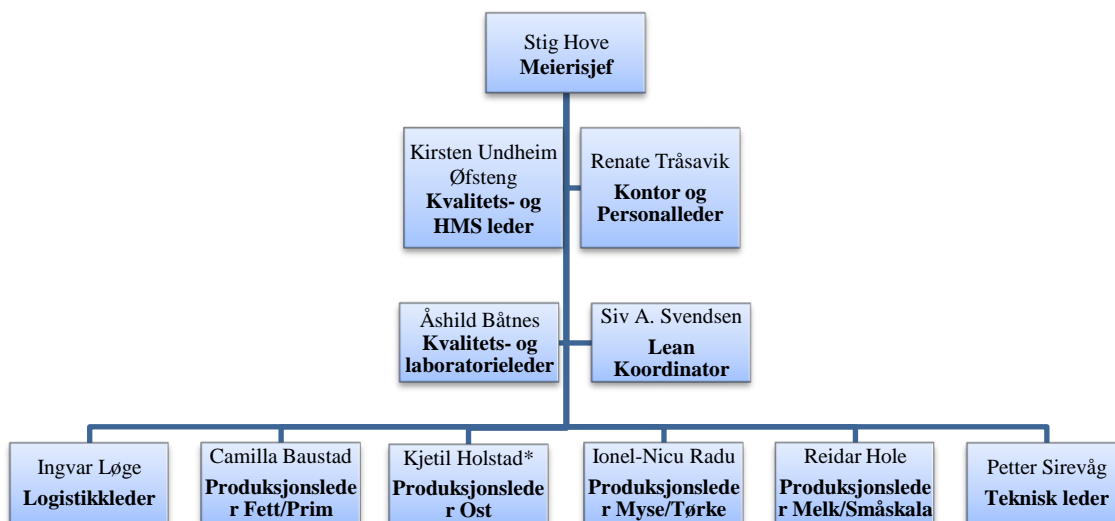 Stig Hove
Meierisjef
Kirsten Undheim
Øfsteng
Kvalitets- og
HMS leder
Renate Tråsavik
Kontor og
Personalleder
Åshild Båtnes
Kvalitets- og
laboratorieleder
Siv A. Svendsen
Lean
Koordinator
Ingvar Løge
Logistikkleder
Camilla Baustad
Produksjonslede
r Fett/Prim
Kjetil Holstad*
Produksjonslede
r Ost
Ionel-Nicu Radu
Produksjonslede
r Myse/Tørke
Reidar Hole
Produksjonslede
r Melk/Småskala
Petter Sirevåg
Teknisk leder